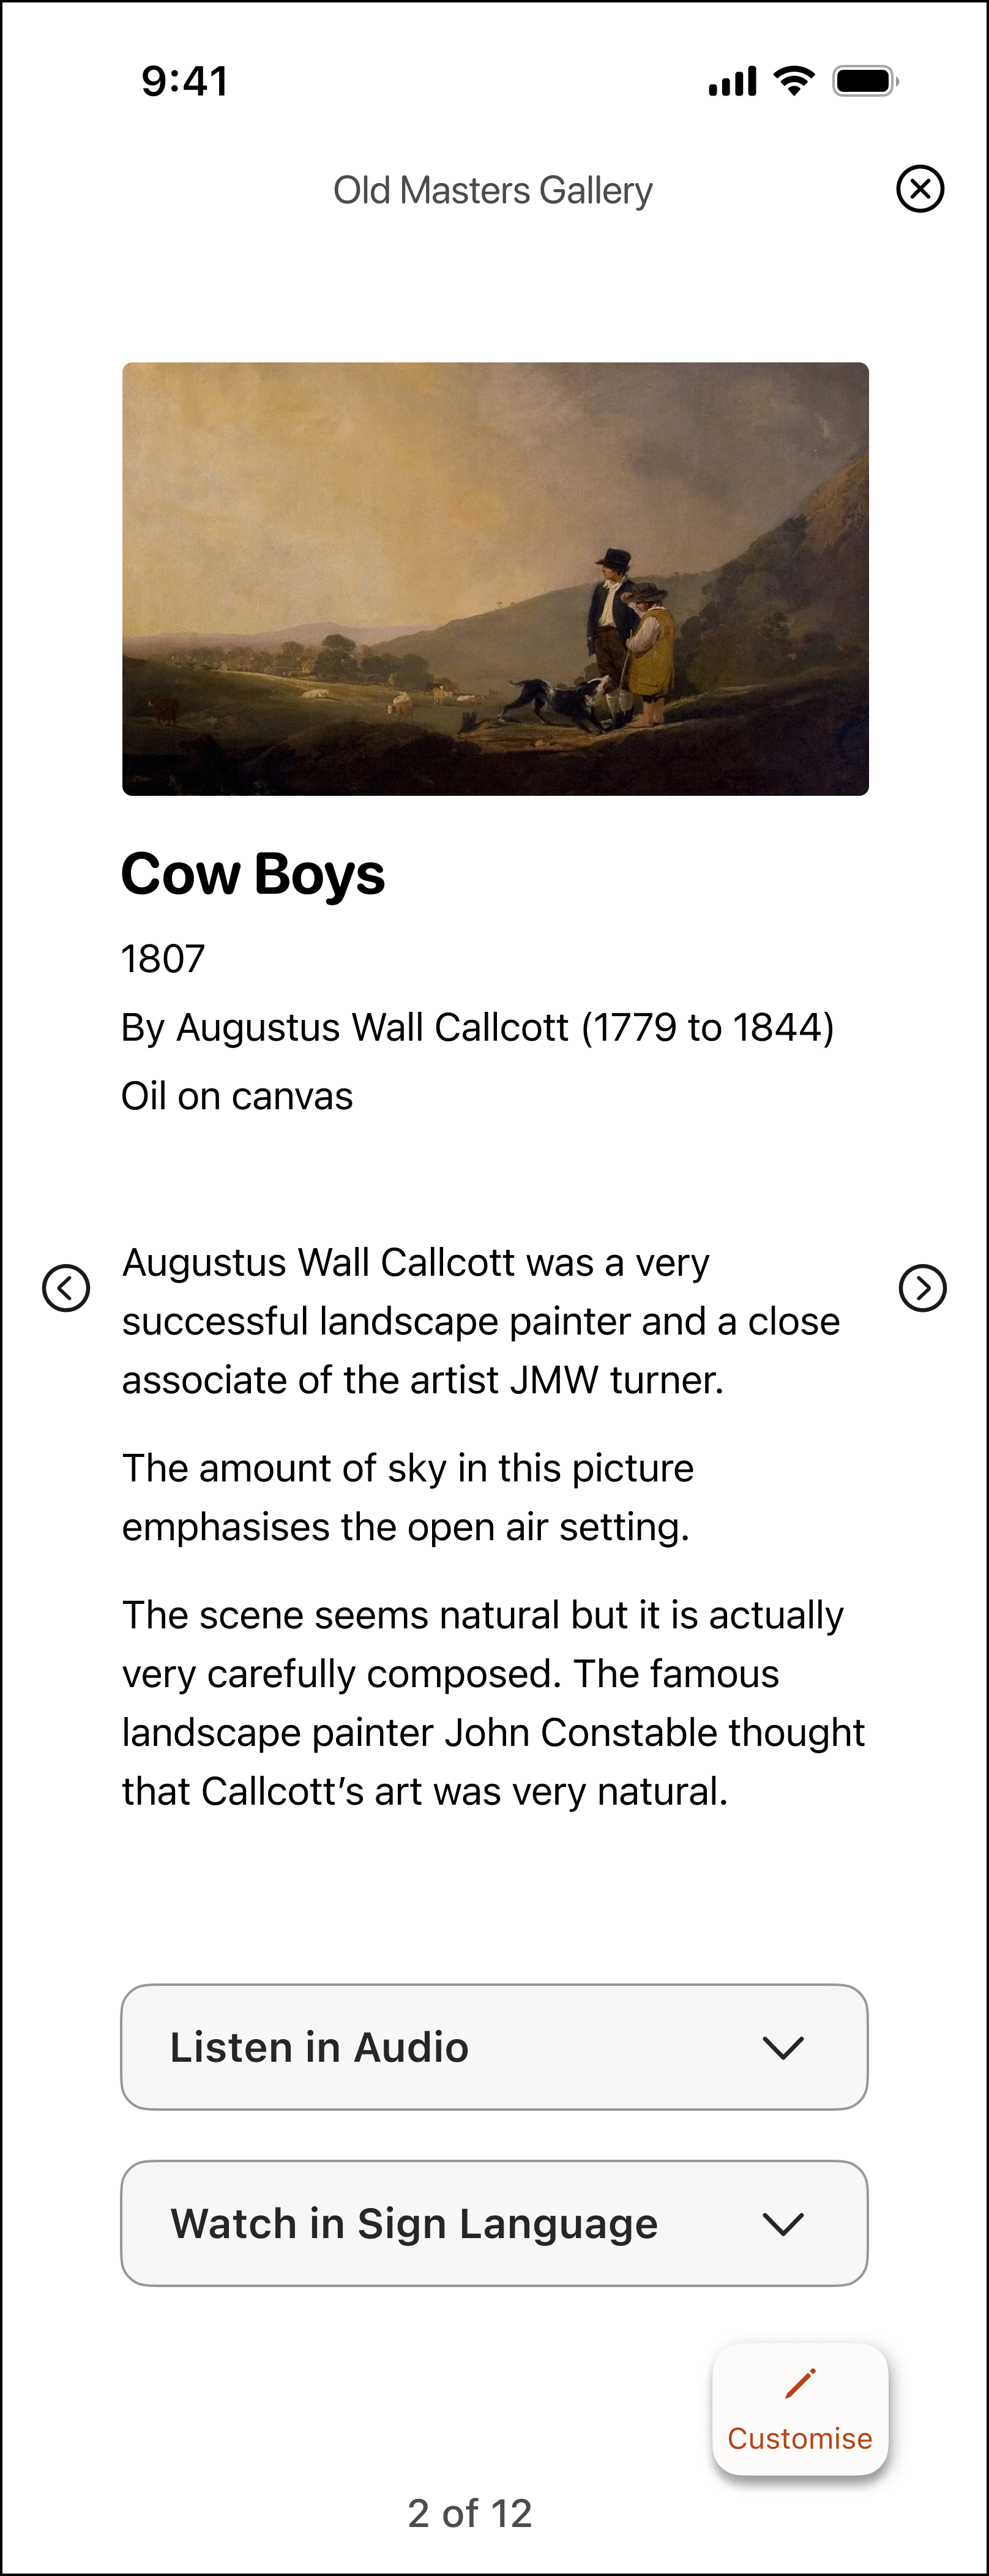 9:41
Old Masters Gallery
Cow Boys
1807
By Augustus Wall Callcott (1779 to 1844)
Oil on canvas
Augustus Wall Callcott was a very
successful landscape painter and a close
associate of the artist JMW turner.
The amount of sky in this picture
emphasises the open air setting.
The scene seems natural but it is actually
very carefully composed. The famous
landscape painter John Constable thought
that Callcott’s art was very natural.
Listen in Audio
Watch in Sign Language
Customise
2 of 12